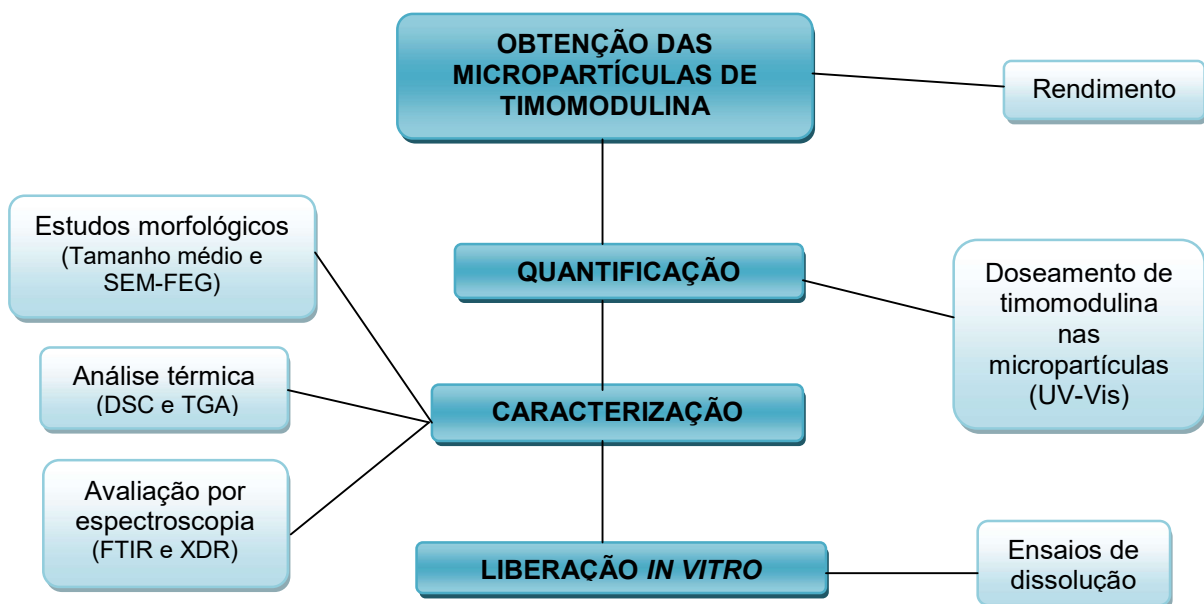 OBTENÇÃO DAS
MICROPARTÍCULAS DE
TIMOMODULINA
Rendimento
Estudos morfológicos
(Tamanho médio e
SEM-FEG)
QUANTIFICAÇÃO
Doseamento de
timomodulina
nas
micropartículas
(UV-Vis)
Análise térmica
(DSC e TGA)
CARACTERIZAÇÃO
Avaliação por
espectroscopia
(FTIR e XDR)
LIBERAÇÃO IN VITRO
Ensaios de
dissolução